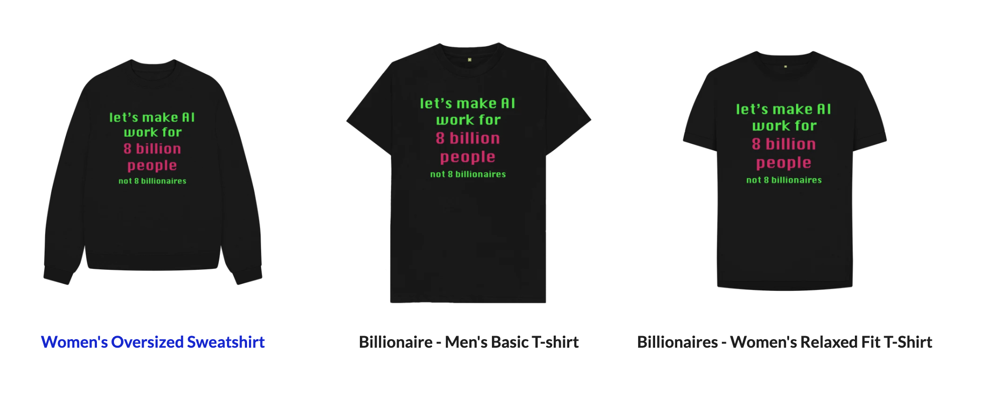 let's make AI
work for
8 billion
people
not 8 billionaires
let's make AI
work for
8 billion
people
not 8 billionaires
let's make AI
work for
8 billion
people
not 8 billionaires
Women's Oversized Sweatshirt
Billionaire - Men's Basic T-shirt
Billionaires - Women's Relaxed Fit T-Shirt